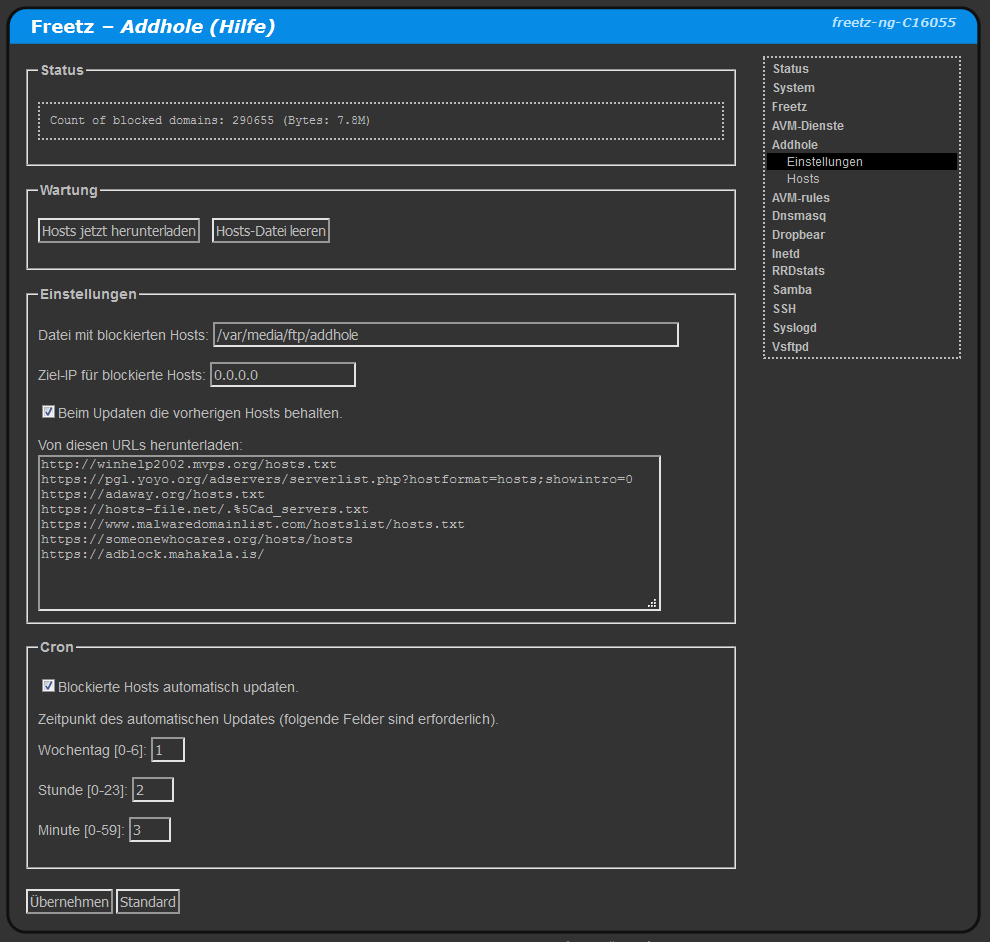 Freetz – Addhole (Hilfe)
freetz-ng-C16055
Status
Count of blocked domains: 290655 (Bytes: 7.8M)
Wartung
Hosts jetzt herunterladen
Hosts-Datei leeren
Einstellungen
Datei mit blockierten Hosts: /var/media/ftp/addhole
Ziel-IP für blockierte Hosts: 0.0.0.0
Beim Updaten die vorherigen Hosts behalten.
Von diesen URLs herunterladen:
http://winhelp2002.mvps.org/hosts.txt
https://pgl.yoyo.org/adservers/serverlist.php?hostformat=hosts;showintro=0
https://adaway.org/hosts.txt
https://hosts-file.net/.%5Cad_servers.txt
https://www.malwaredomainlist.com/hostslist/hosts.txt
https://someonewhocares.org/hosts/hosts
https://adblock.mahakala.is/
Cron
Blockierte Hosts automatisch updaten.
Zeitpunkt des automatischen Updates (folgende Felder sind erforderlich).
Wochentag [0-6]: 1
Stunde [0-23]: 2
Minute [0-59]: 3
Übernehmen
Standard
Status
System
Freetz
AVM-Dienste
Addhole
Einstellungen
Hosts
AVM-rules
Dnsmasq
Dropbear
Inetd
RRDstats
Samba
SSH
Syslogd
Vsftpd